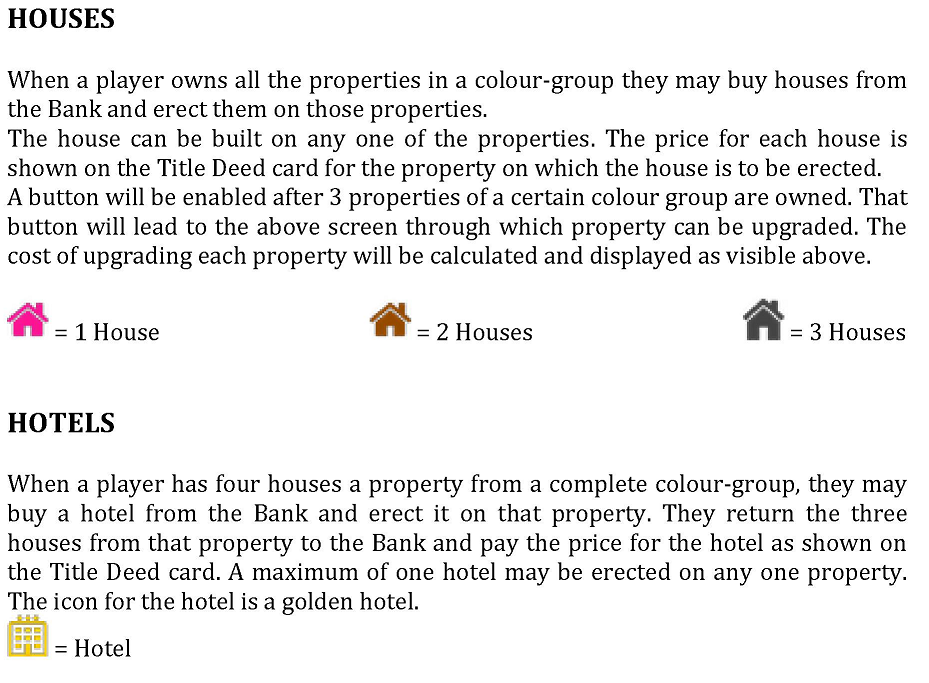 HOUSES
When a player owns all the properties in a colour-group they may buy houses from
the Bank and erect them on those properties.
The house can be built on any one of the properties. The price for each house is
shown on the Title Deed card for the property on which the house is to be erected.
A button will be enabled after 3 properties of a certain colour group are owned. That
button will lead to the above screen through which property can be upgraded. The
cost of upgrading each property will be calculated and displayed as visible above.
= 1 House = 2 Houses = 3 Houses
HOTELS
When a player has four houses a property from a complete colour-group, they may
buy a hotel from the Bank and erect it on that property. They return the three
houses from that property to the Bank and pay the price for the hotel as shown on
the Title Deed card. A maximum of one hotel may be erected on any one property.
The icon for the hotel is a golden hotel.
= Hotel